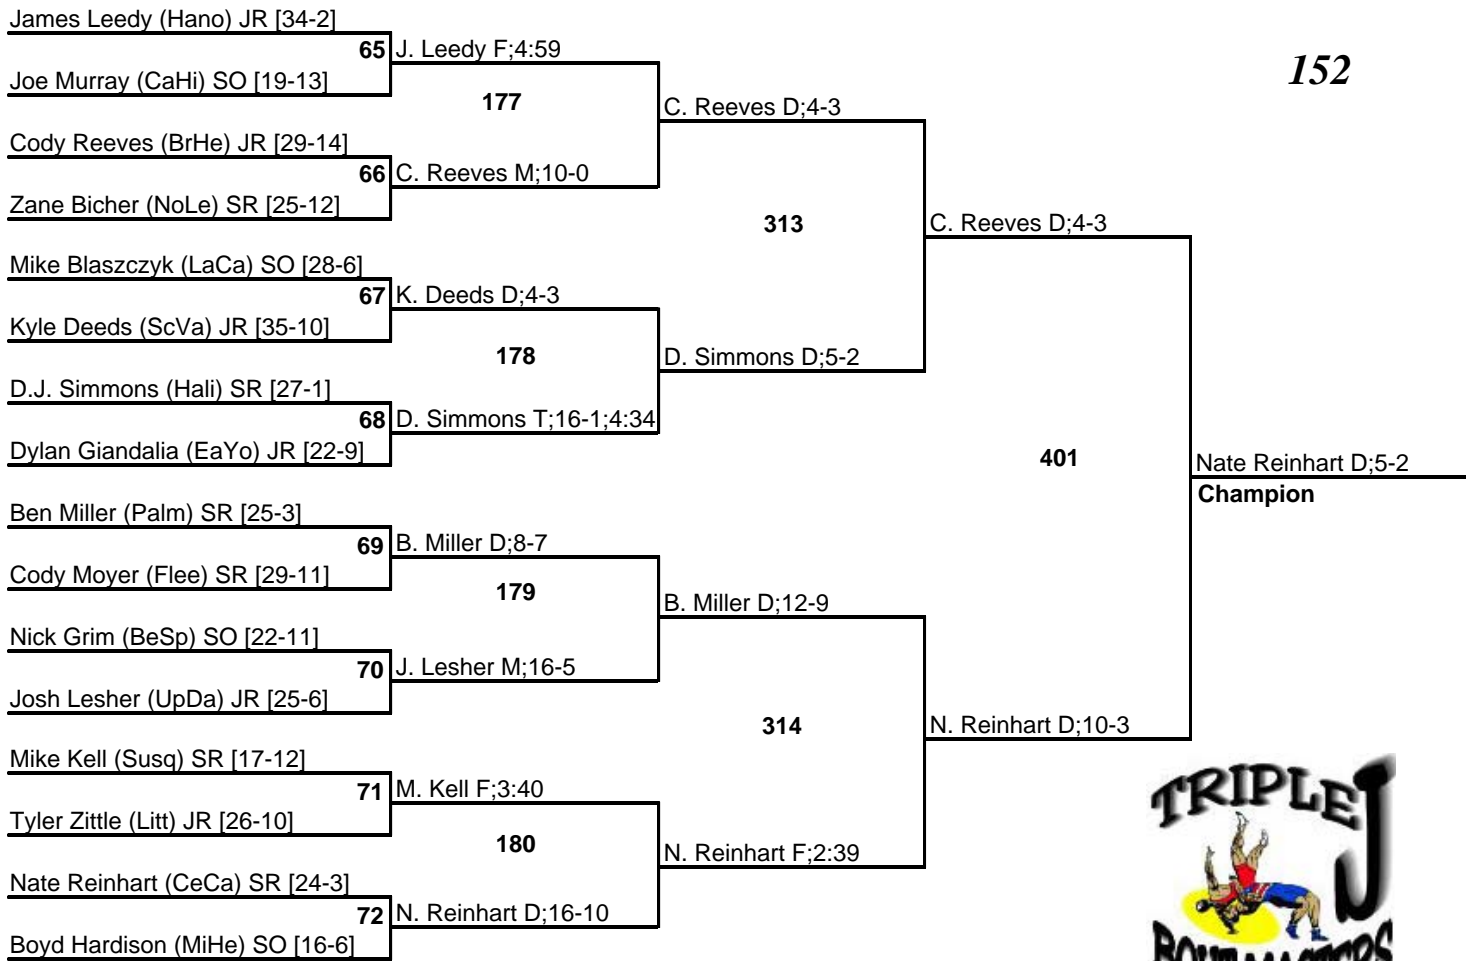 James Leedy (Hano) JR [34-2]
65 J. Leedy F;4:59
152
Joe Murray (CaHi) SO [19-13]
177
C. Reeves D;4-3
Cody Reeves (BrHe) JR [29-14]
66 C. Reeves M;10-0
Zane Bicher (NoLe) SR [25-12]
313
C. Reeves D;4-3
Mike Blaszczyk (LaCa) SO [28-6]
67 K. Deeds D;4-3
Kyle Deeds (ScVa) JR [35-10]
178
D. Simmons D;5-2
D.J. Simmons (Hali) SR [27-1]
68 D. Simmons T;16-1;4:34
Dylan Giandalia (EaYo) JR [22-9]
401
Nate Reinhart D;5-2
Champion
Ben Miller (Palm) SR [25-3]
69 B. Miller D;8-7
Cody Moyer (Flee) SR [29-11]
179
B. Miller D;12-9
Nick Grim (BeSp) SO [22-11]
70 J. Lesher M;16-5
Josh Lesher (UpDa) JR [25-6]
314
N. Reinhart D;10-3
Mike Kell (Susq) SR [17-12]
71 M. Kell F;3:40
Tyler Zittle (Litt) JR [26-10]
180
N. Reinhart F;2:39
Nate Reinhart (CeCa) SR [24-3]
72 N. Reinhart D;16-10
Boyd Hardison (MiHe) SO [16-6]
TRIPLE J
BOUT MASTERS